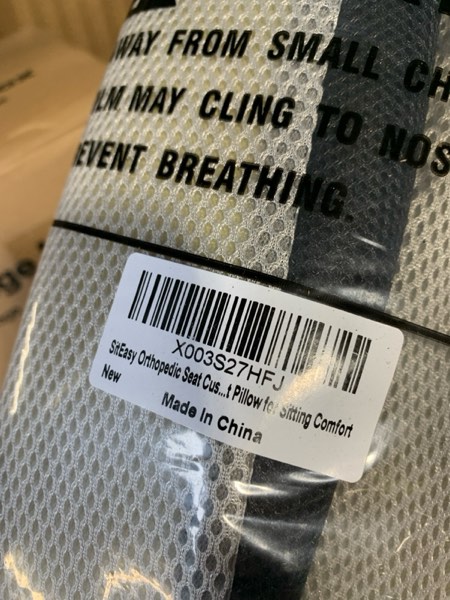 WAY FROM SMALL CH
LM MAY CLING TO NOS
EVENT BREATHING.
X003S27HFJ
SitEasy Orthopedic Seat Cus...t Pillow for Sitting Comfort
New
Made In China